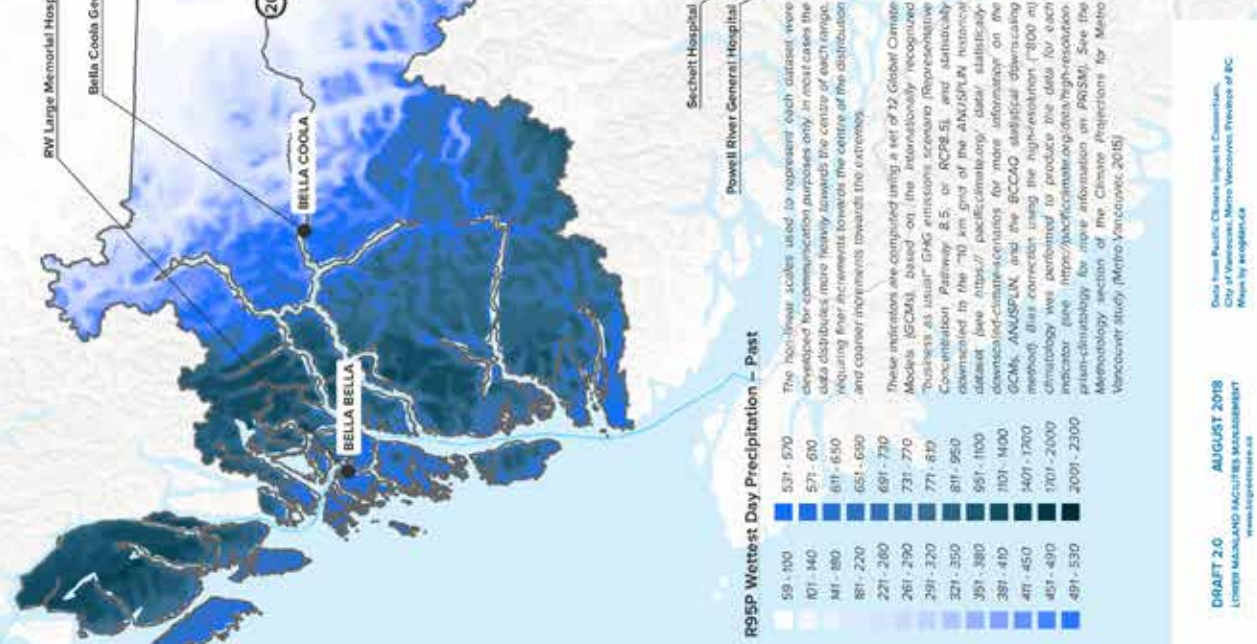 RW Large Memorial Hosp
Bella Coola Ge
(20
BELLA COOLA
BELLA BELLA
Sechelt Hospital
Powell River General Hospital
R95P Wettest Day Precipitation – Past
59 - 100
101 - 140
141 - 180
181 - 220
221 - 260
261 - 290
291 - 320
321 - 350
351 - 380
381 - 410
411 - 450
451 - 490
491 - 530
531 - 570
571 - 610
611 - 650
651 - 690
691 - 730
731 - 770
771 - 810
811 - 950
951 - 1100
1101 - 1400
1401 - 1700
1701 - 2000
2001 - 2300
The non-linear scales used to represent each dataset were
developed for communication purposes only. In most cases the
data distributes more heavily towards the centre of each range,
requiring finer increments towards the centre of the distribution
and coarser increments towards the extremes.
These indicators are computed using a set of 12 Global Climate
Models (GCMs), based on the internationally recognized
"business as usual" GHG emissions scenario (Representative
Concentration Pathway 8.5, or RCP8.5), and statistically
downscaled to the ~10 km grid of the ANUSPLIN historical
dataset (see https:// pacificclimate.org/ data/ statistically-
downscaled-climate-scenarios for more information on the
GCMs, ANUSPLIN, and the BCCAQ statistical downscaling
method). Bias correction using the high-resolution (~800 m)
climatology was performed to produce the data for each
indicator (see https://pacificclimate.org/data/high-resolution-
prism-climatology for more information on PRISM). See the
Methodology section of the Climate Projections for Metro
Vancouver study (Metro Vancouver, 2016)
DRAFT 2.0 AUGUST 2018
LOWER MAINLAND FACILITIES MANAGEMENT
Data from Pacific Climate Impacts Consortium,
City of Vancouver, Metro Vancouver, Province of BC.
Maps by ecoplan.ca